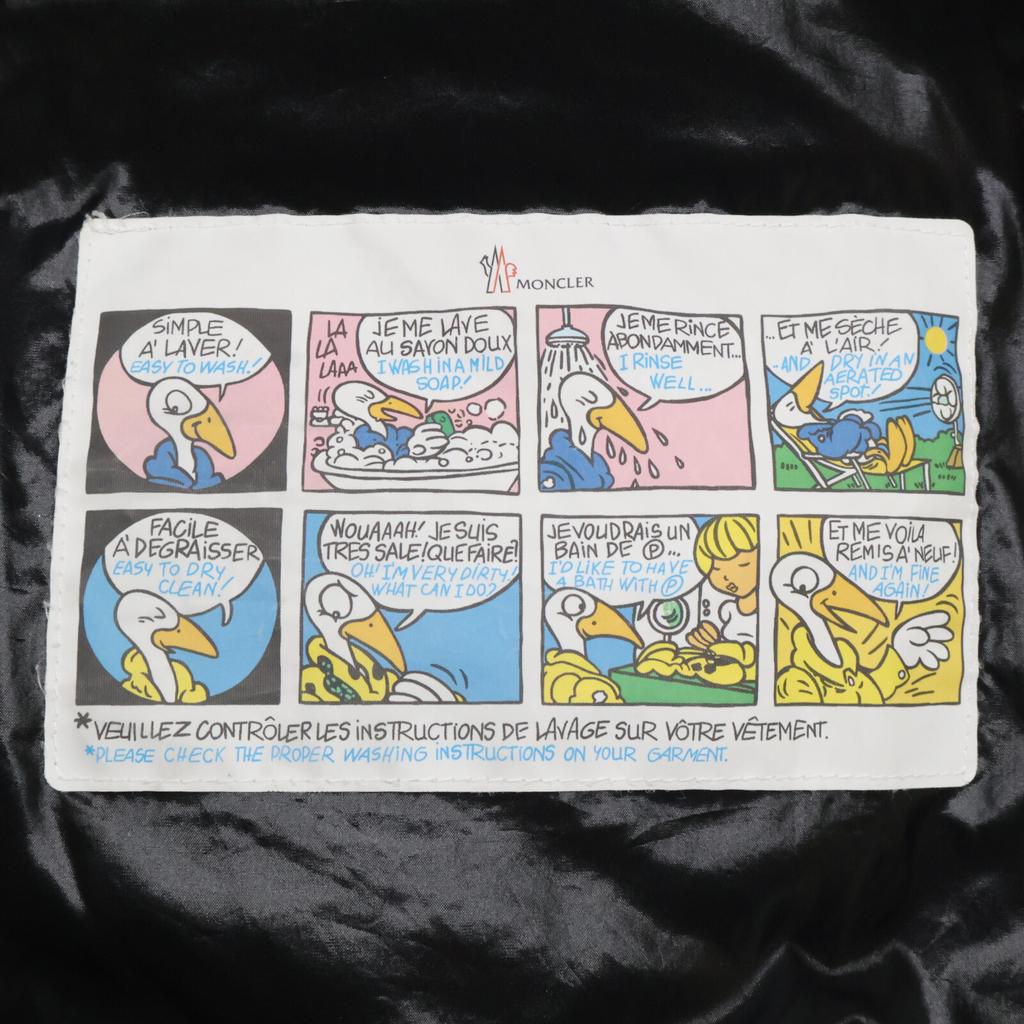 MONCLER
SIMPLE
A' LAVER!
EASY TO WASH!
LA
LA
LA
LAAA
JE ME LAVE
AU SAVON DOUX
I WASH IN A MILD
SOAP!
JE ME RINCE
ABONDAMMENT...
I RINSE
WELL...
...ET ME SÈCHE
A' L'AIR!
..AND DRY IN AN
AERATED
SPOT!
FACILE
A' DEGRAISSER
EASY TO DRY
CLEAN!
WOUAAAH! JE SUIS
TRES SALE! QUE FAIRE?
OH! I'M VERY DIRTY!
WHAT CAN I DO?
JE VOUDRAIS UN
BAIN DE Ⓟ...
I'D LIKE TO HAVE
A BATH WITH Ⓟ
ET ME VOILA
REMIS A' NEUF!
AND I'M FINE
AGAIN!
*VEUILLEZ CONTRÔLER LES INSTRUCTIONS DE LAVAGE SUR VÔTRE VÊTEMENT.
*PLEASE CHECK THE PROPER WASHING INSTRUCTIONS ON YOUR GARMENT.